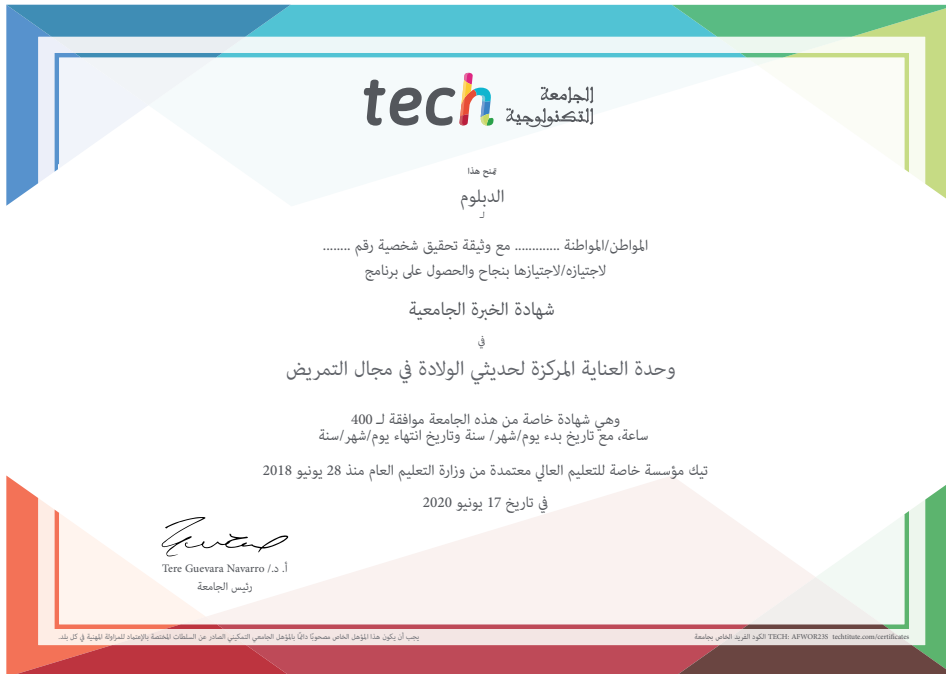 tech الجامعة
التكنولوجية
يمنح هذا
الدبلوم
لـ
المواطن/المواطنة ............ مع وثيقة تحقيق شخصية رقم ........
لاجتيازه/لاجتيازها بنجاح والحصول على برنامج
شهادة الخبرة الجامعية
في
وحدة العناية المركزة لحديثي الولادة في مجال التمريض
وهي شهادة خاصة من هذه الجامعة موافقة لـ 400
ساعة، مع تاريخ بدء يوم/شهر/ سنة وتاريخ انتهاء يوم/شهر/سنة
تيك مؤسسة خاصة للتعليم العالي معتمدة من وزارة التعليم العام منذ 28 يونيو 2018
في تاريخ 17 يونيو 2020
أ. د./ Tere Guevara Navarro
رئيس الجامعة
يجب أن يكون هذا المؤهل الخاص مصحوبًا دائمًا بالمؤهل الجامعي التمكيني الصادر عن السلطات المختصة بالإعتماد للمزاولة المهنية في كل بلد.
الكود الفريد الخاص بجامعة TECH: AFWOR23S techtitute.com/certificates